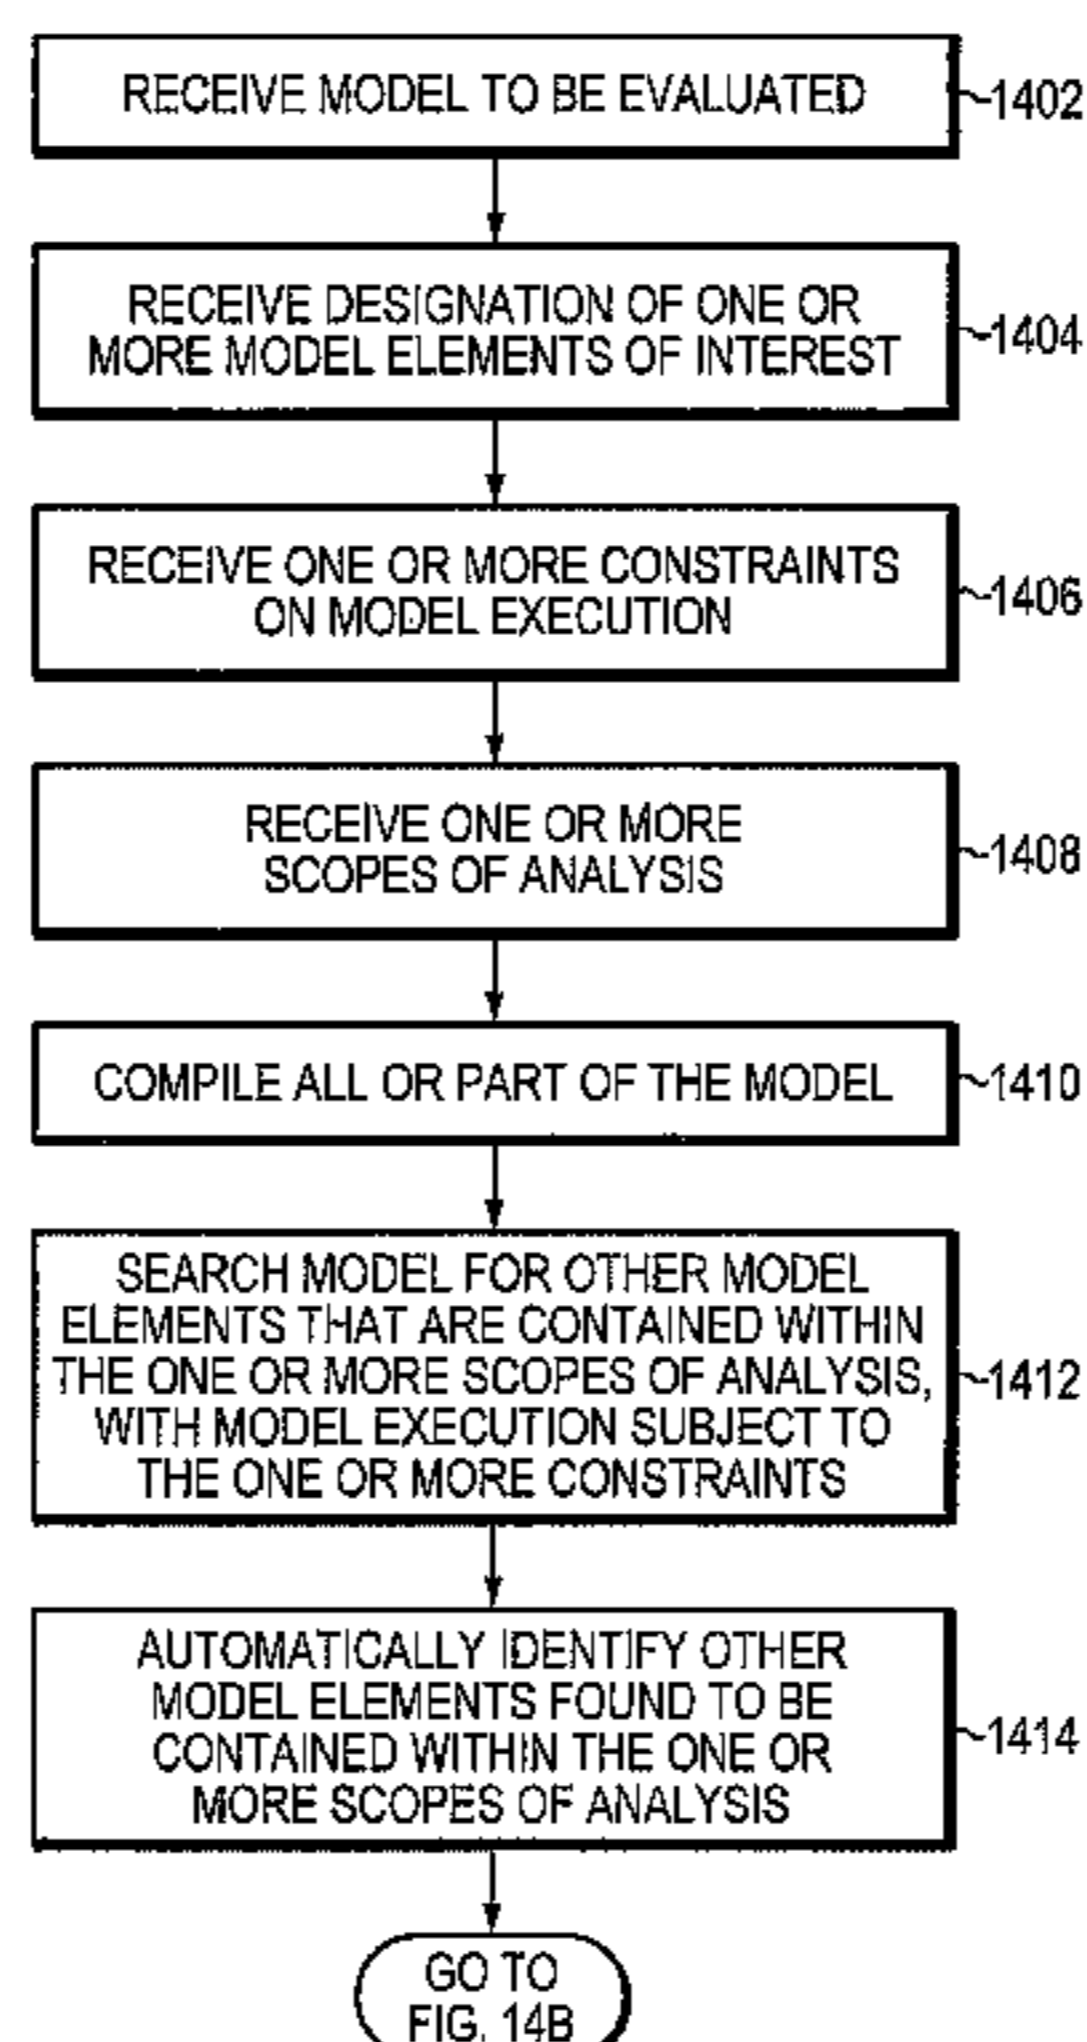 RECEIVE MODEL TO BE EVALUATED
1402
RECEIVE DESIGNATION OF ONE OR
MORE MODEL ELEMENTS OF INTEREST
1404
RECEIVE ONE OR MORE CONSTRAINTS
ON MODEL EXECUTION
1406
RECEIVE ONE OR MORE
SCOPES OF ANALYSIS
1408
COMPILE ALL OR PART OF THE MODEL
1410
SEARCH MODEL FOR OTHER MODEL
ELEMENTS THAT ARE CONTAINED WITHIN
THE ONE OR MORE SCOPES OF ANALYSIS,
WITH MODEL EXECUTION SUBJECT TO
THE ONE OR MORE CONSTRAINTS
1412
AUTOMATICALLY IDENTIFY OTHER
MODEL ELEMENTS FOUND TO BE
CONTAINED WITHIN THE ONE OR
MORE SCOPES OF ANALYSIS
1414
GO TO
FIG. 14B